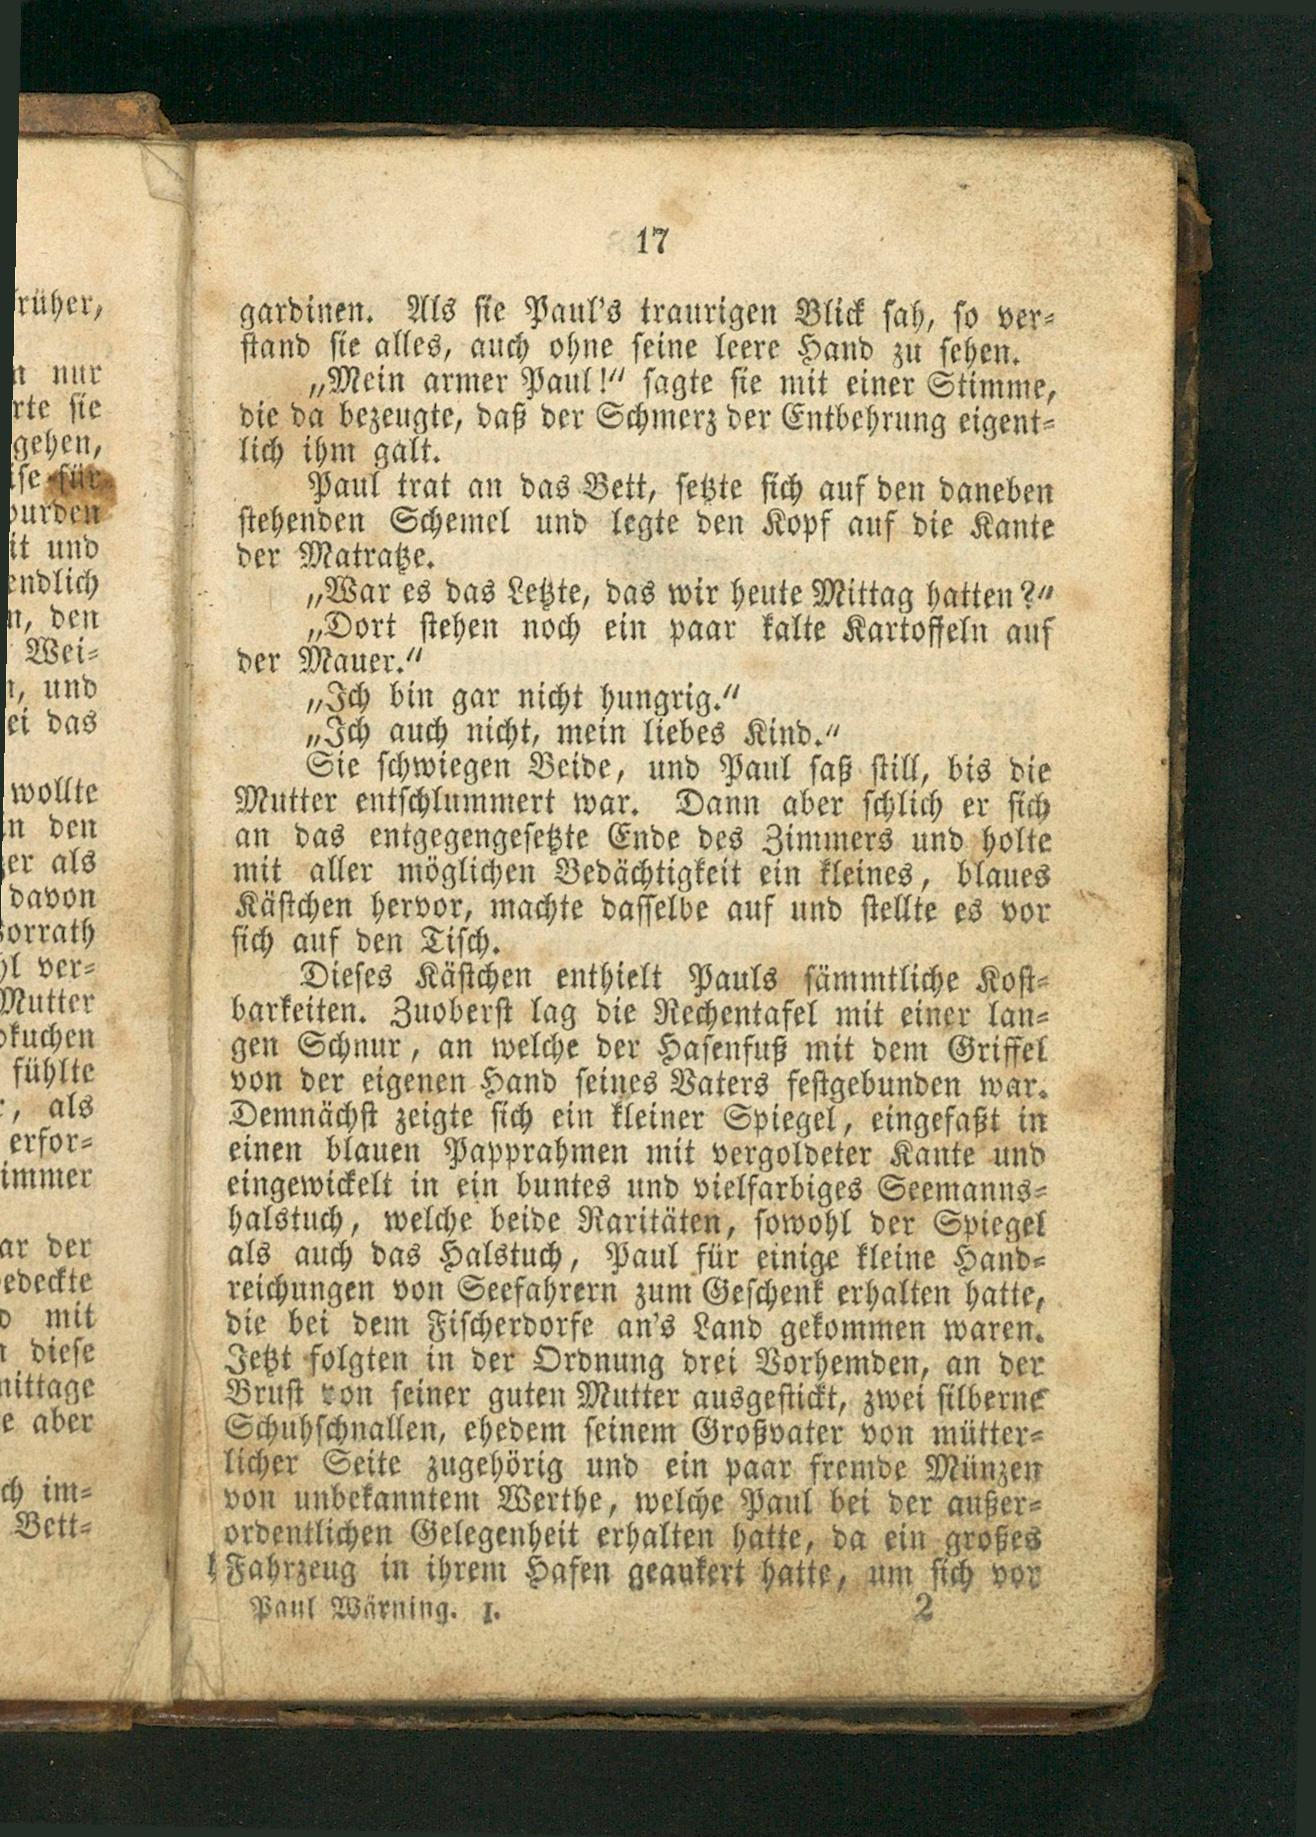 17
gardinen. Als sie Paul's traurigen Blick sah, so ver-
stand sie alles, auch ohne seine leere Hand zu sehen.
„Mein armer Paul!“ sagte sie mit einer Stimme,
die da bezeugte, daß der Schmerz der Entbehrung eigent-
lich ihm galt.
Paul trat an das Bett, setzte sich auf den daneben
stehenden Schemel und legte den Kopf auf die Kante
der Matratze.
„War es das Letzte, das wir heute Mittag hatten?“
„Dort stehen noch ein paar kalte Kartoffeln auf
der Mauer.“
„Ich bin gar nicht hungrig.“
„Ich auch nicht, mein liebes Kind.“
Sie schwiegen Beide, und Paul saß still, bis die
Mutter entschlummert war. Dann aber schlich er sich
an das entgegengesetzte Ende des Zimmers und holte
mit aller möglichen Bedächtigkeit ein kleines, blaues
Kästchen hervor, machte dasselbe auf und stellte es vor
sich auf den Tisch.
Dieses Kästchen enthielt Pauls sämmtliche Kost-
barkeiten. Zuoberst lag die Rechentafel mit einer lan-
gen Schnur, an welche der Hasenfuß mit dem Griffel
von der eigenen Hand seines Vaters festgebunden war.
Demnächst zeigte sich ein kleiner Spiegel, eingefaßt in
einen blauen Papprahmen mit vergoldeter Kante und
eingewickelt in ein buntes und vielfarbiges Seemanns-
halstuch, welche beide Raritäten, sowohl der Spiegel
als auch das Halstuch, Paul für einige kleine Hand-
reichungen von Seefahrern zum Geschenk erhalten hatte,
die bei dem Fischerdorfe an's Land gekommen waren.
Jetzt folgten in der Ordnung drei Vorhemden, an der
Brust von seiner guten Mutter ausgestickt, zwei silberne
Schuhschnallen, ehedem seinem Großvater von mütter-
licher Seite zugehörig und ein paar fremde Münzen
von unbekanntem Werthe, welche Paul bei der außer-
ordentlichen Gelegenheit erhalten hatte, da ein großes
Fahrzeug in ihrem Hafen geankert hatte, um sich vor
Paul Wärning. I. 2